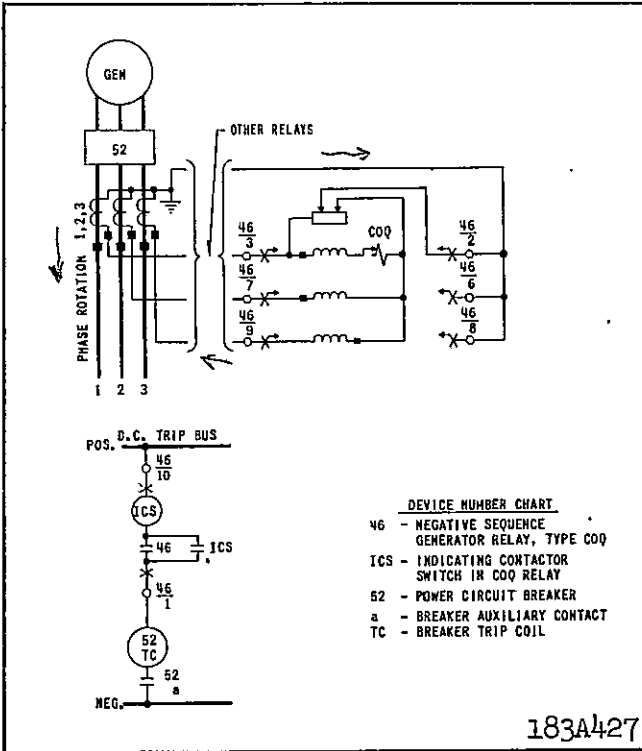 GEN
52
OTHER RELAYS
PHASE ROTATION 1,2,3
COQ
46
3
46
7
46
9
46
2
46
6
46
8
1 2 3
D.C. TRIP BUS
POS.
46
10
ICS
46
ICS
46
1
52
TC
52
a
NEG.
DEVICE NUMBER CHART
46 - NEGATIVE SEQUENCE
GENERATOR RELAY, TYPE COQ
ICS - INDICATING CONTACTOR
SWITCH IN COQ RELAY
52 - POWER CIRCUIT BREAKER
a - BREAKER AUXILIARY CONTACT
TC - BREAKER TRIP COIL
183A427